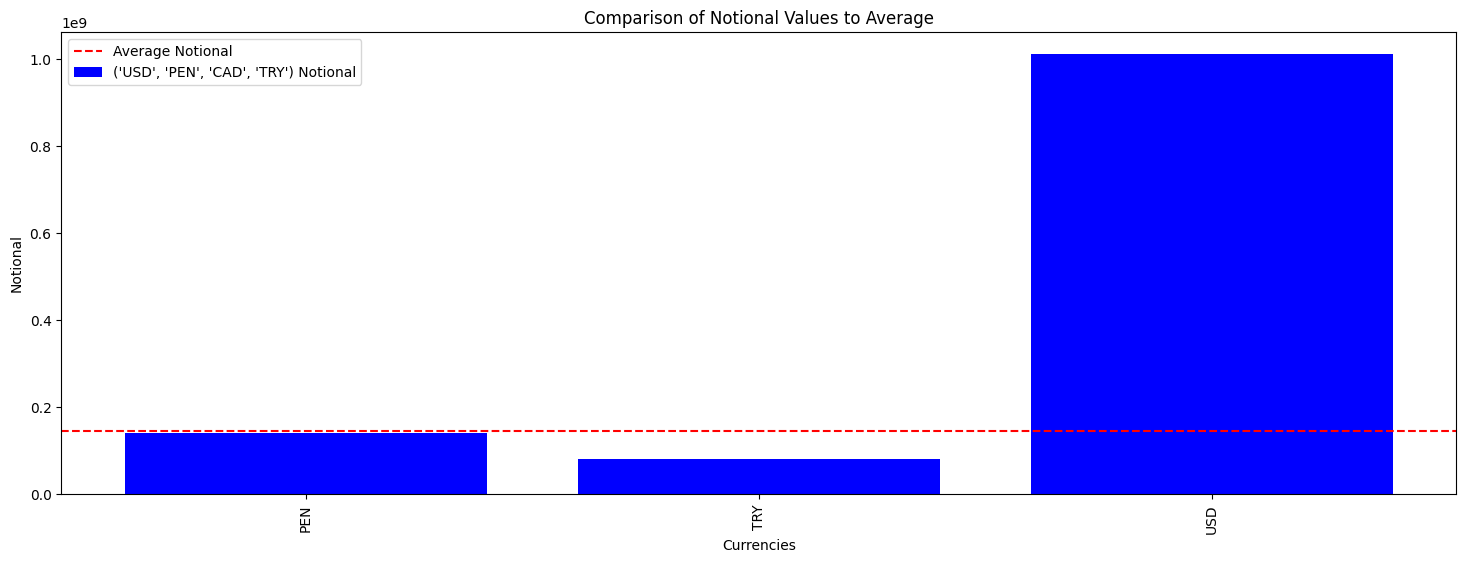 Comparison of Notional Values to Average
1e9
Average Notional
('USD', 'PEN', 'CAD', 'TRY') Notional
1.0
0.8
0.6
0.4
0.2
0.0
Notional
PEN
TRY
USD
Currencies